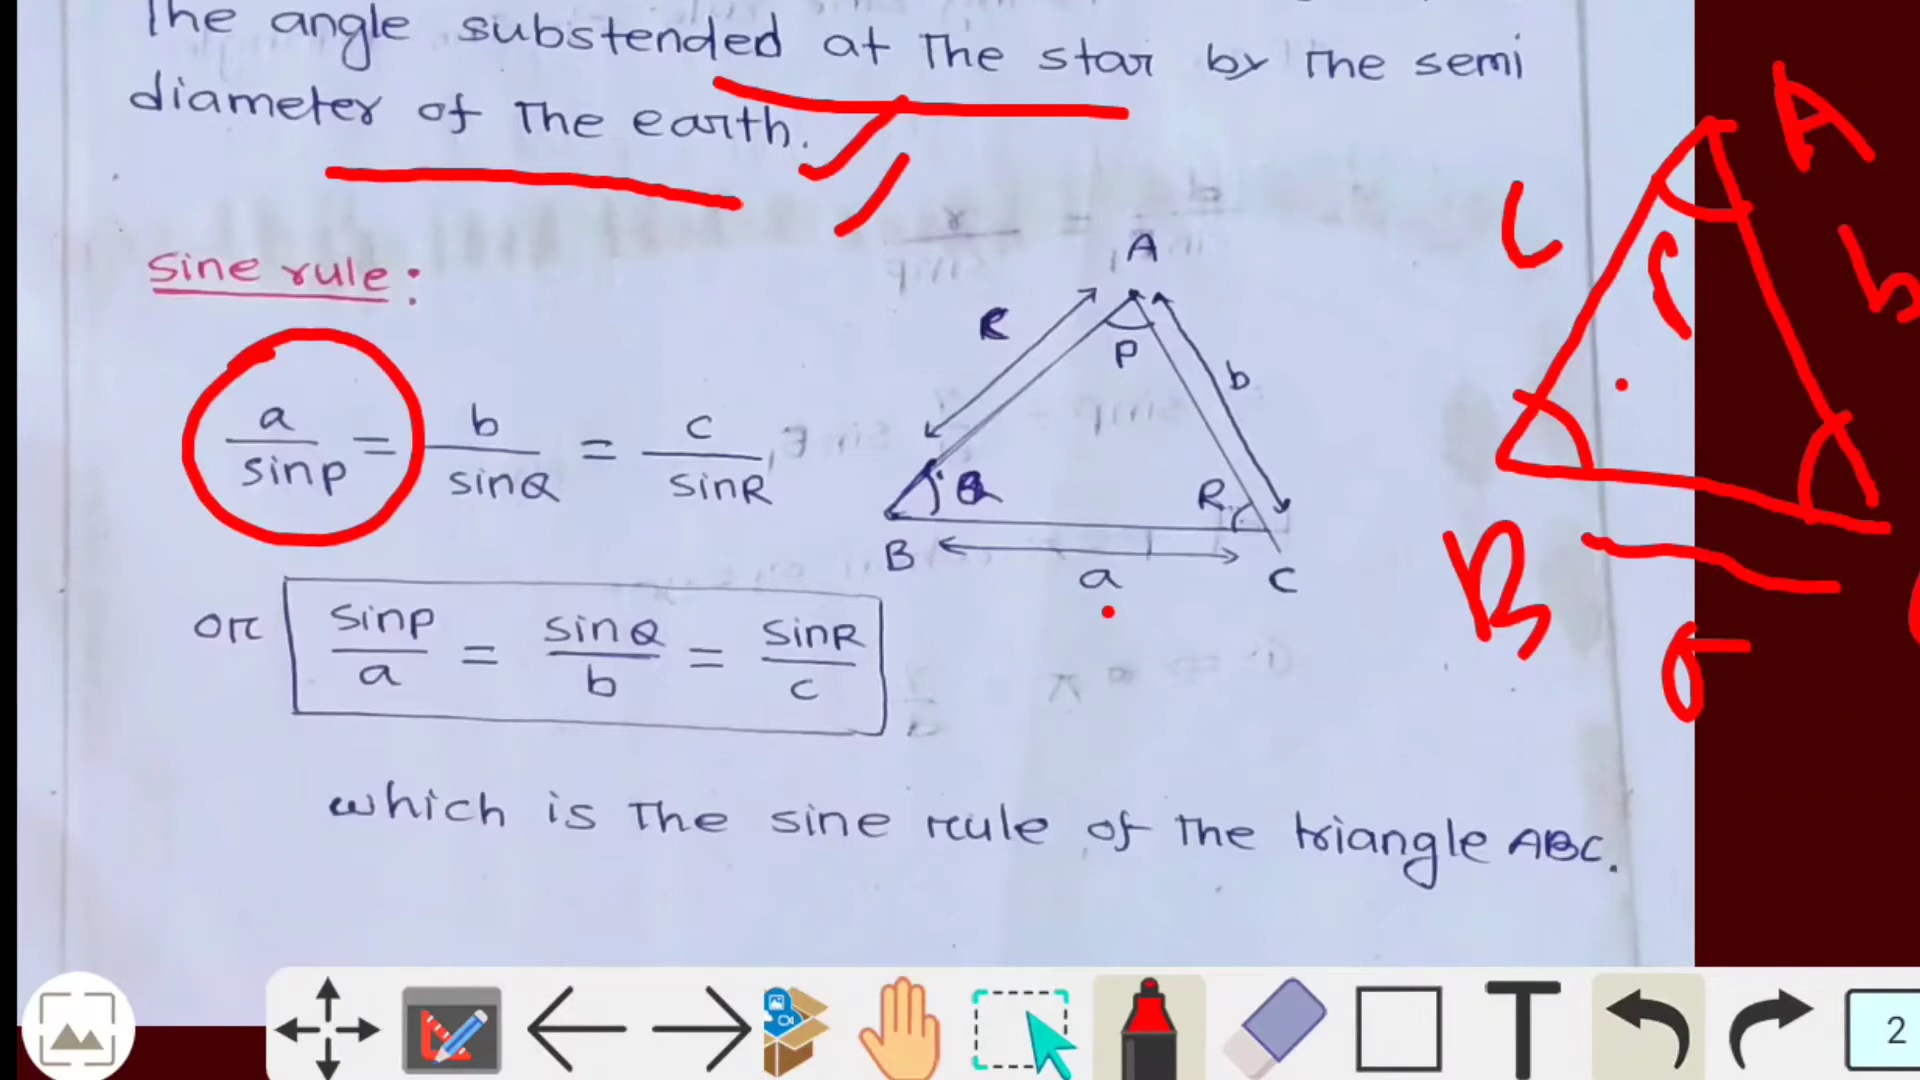 The angle substended at The star by The semi
diameter of The earth.
Sine rule:
a/sinP = b/sinQ = c/sinR
or sinP/a = sinQ/b = sinR/c
which is The sine rule of The triangle ABC.
A
c
P
b
Q
R
B
a
C
A
b
B
2